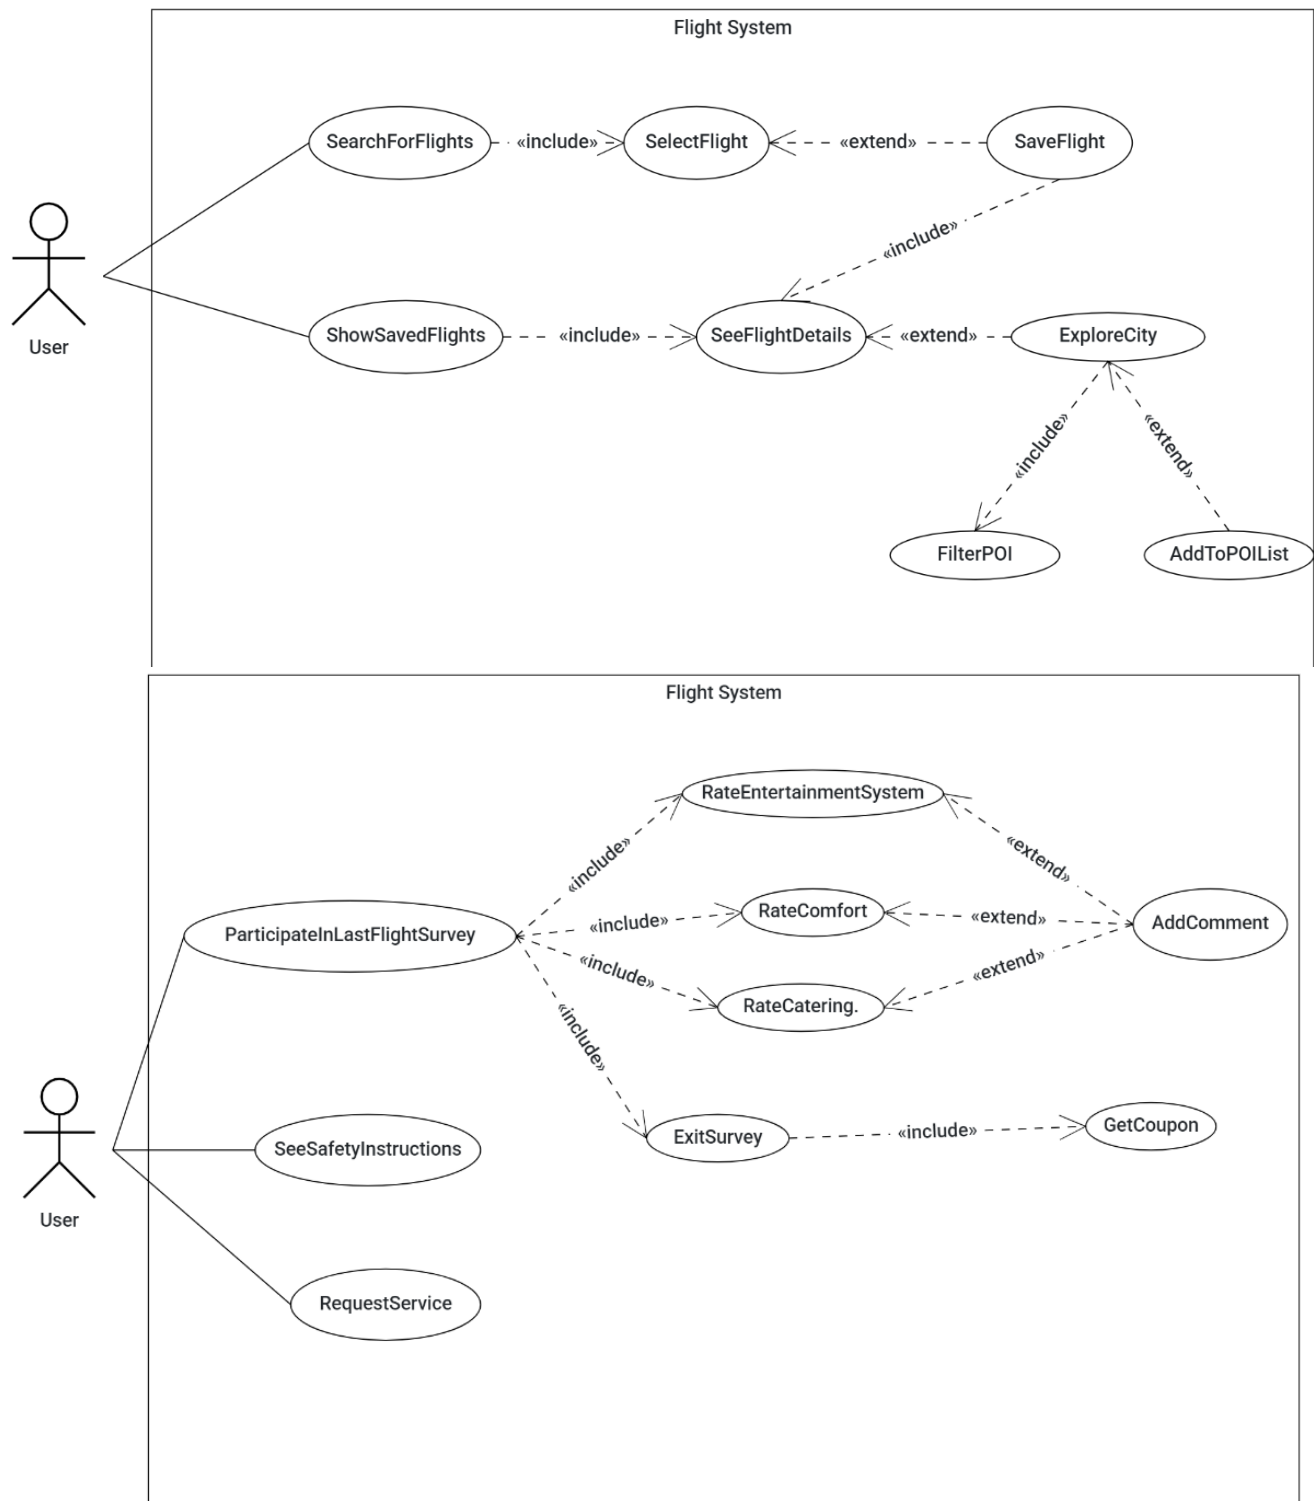 Flight System
SearchForFlights
«include»
SelectFlight
«extend»
SaveFlight
«include»
User
ShowSavedFlights
«include»
SeeFlightDetails
«extend»
ExploreCity
«include»
«extend»
FilterPOI
AddToPOIList
Flight System
RateEntertainmentSystem
«include»
«extend»
ParticipateInLastFlightSurvey
«include»
RateComfort
«extend»
AddComment
«include»
«extend»
RateCatering.
«include»
ExitSurvey
«include»
GetCoupon
User
SeeSafetyInstructions
RequestService